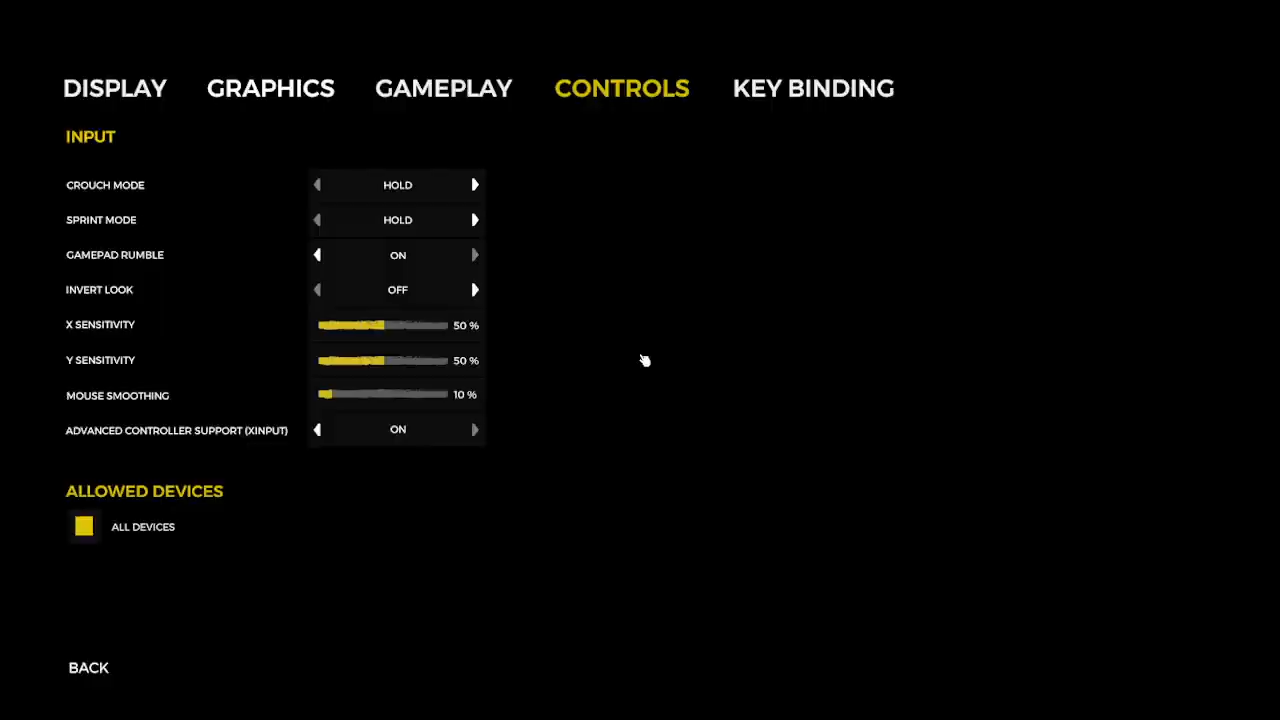 DISPLAY GRAPHICS GAMEPLAY CONTROLS KEY BINDING
INPUT
CROUCH MODE HOLD
SPRINT MODE HOLD
GAMEPAD RUMBLE ON
INVERT LOOK OFF
X SENSITIVITY 50 %
Y SENSITIVITY 50 %
MOUSE SMOOTHING 10 %
ADVANCED CONTROLLER SUPPORT (XINPUT) ON
ALLOWED DEVICES
ALL DEVICES
BACK